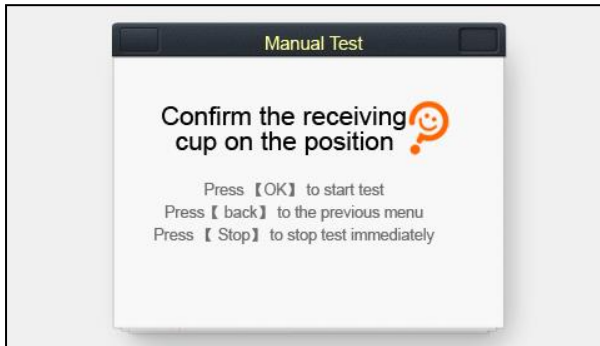 Manual Test
Confirm the receiving
cup on the position
Press 【OK】 to start test
Press 【 back】 to the previous menu
Press 【 Stop】 to stop test immediately